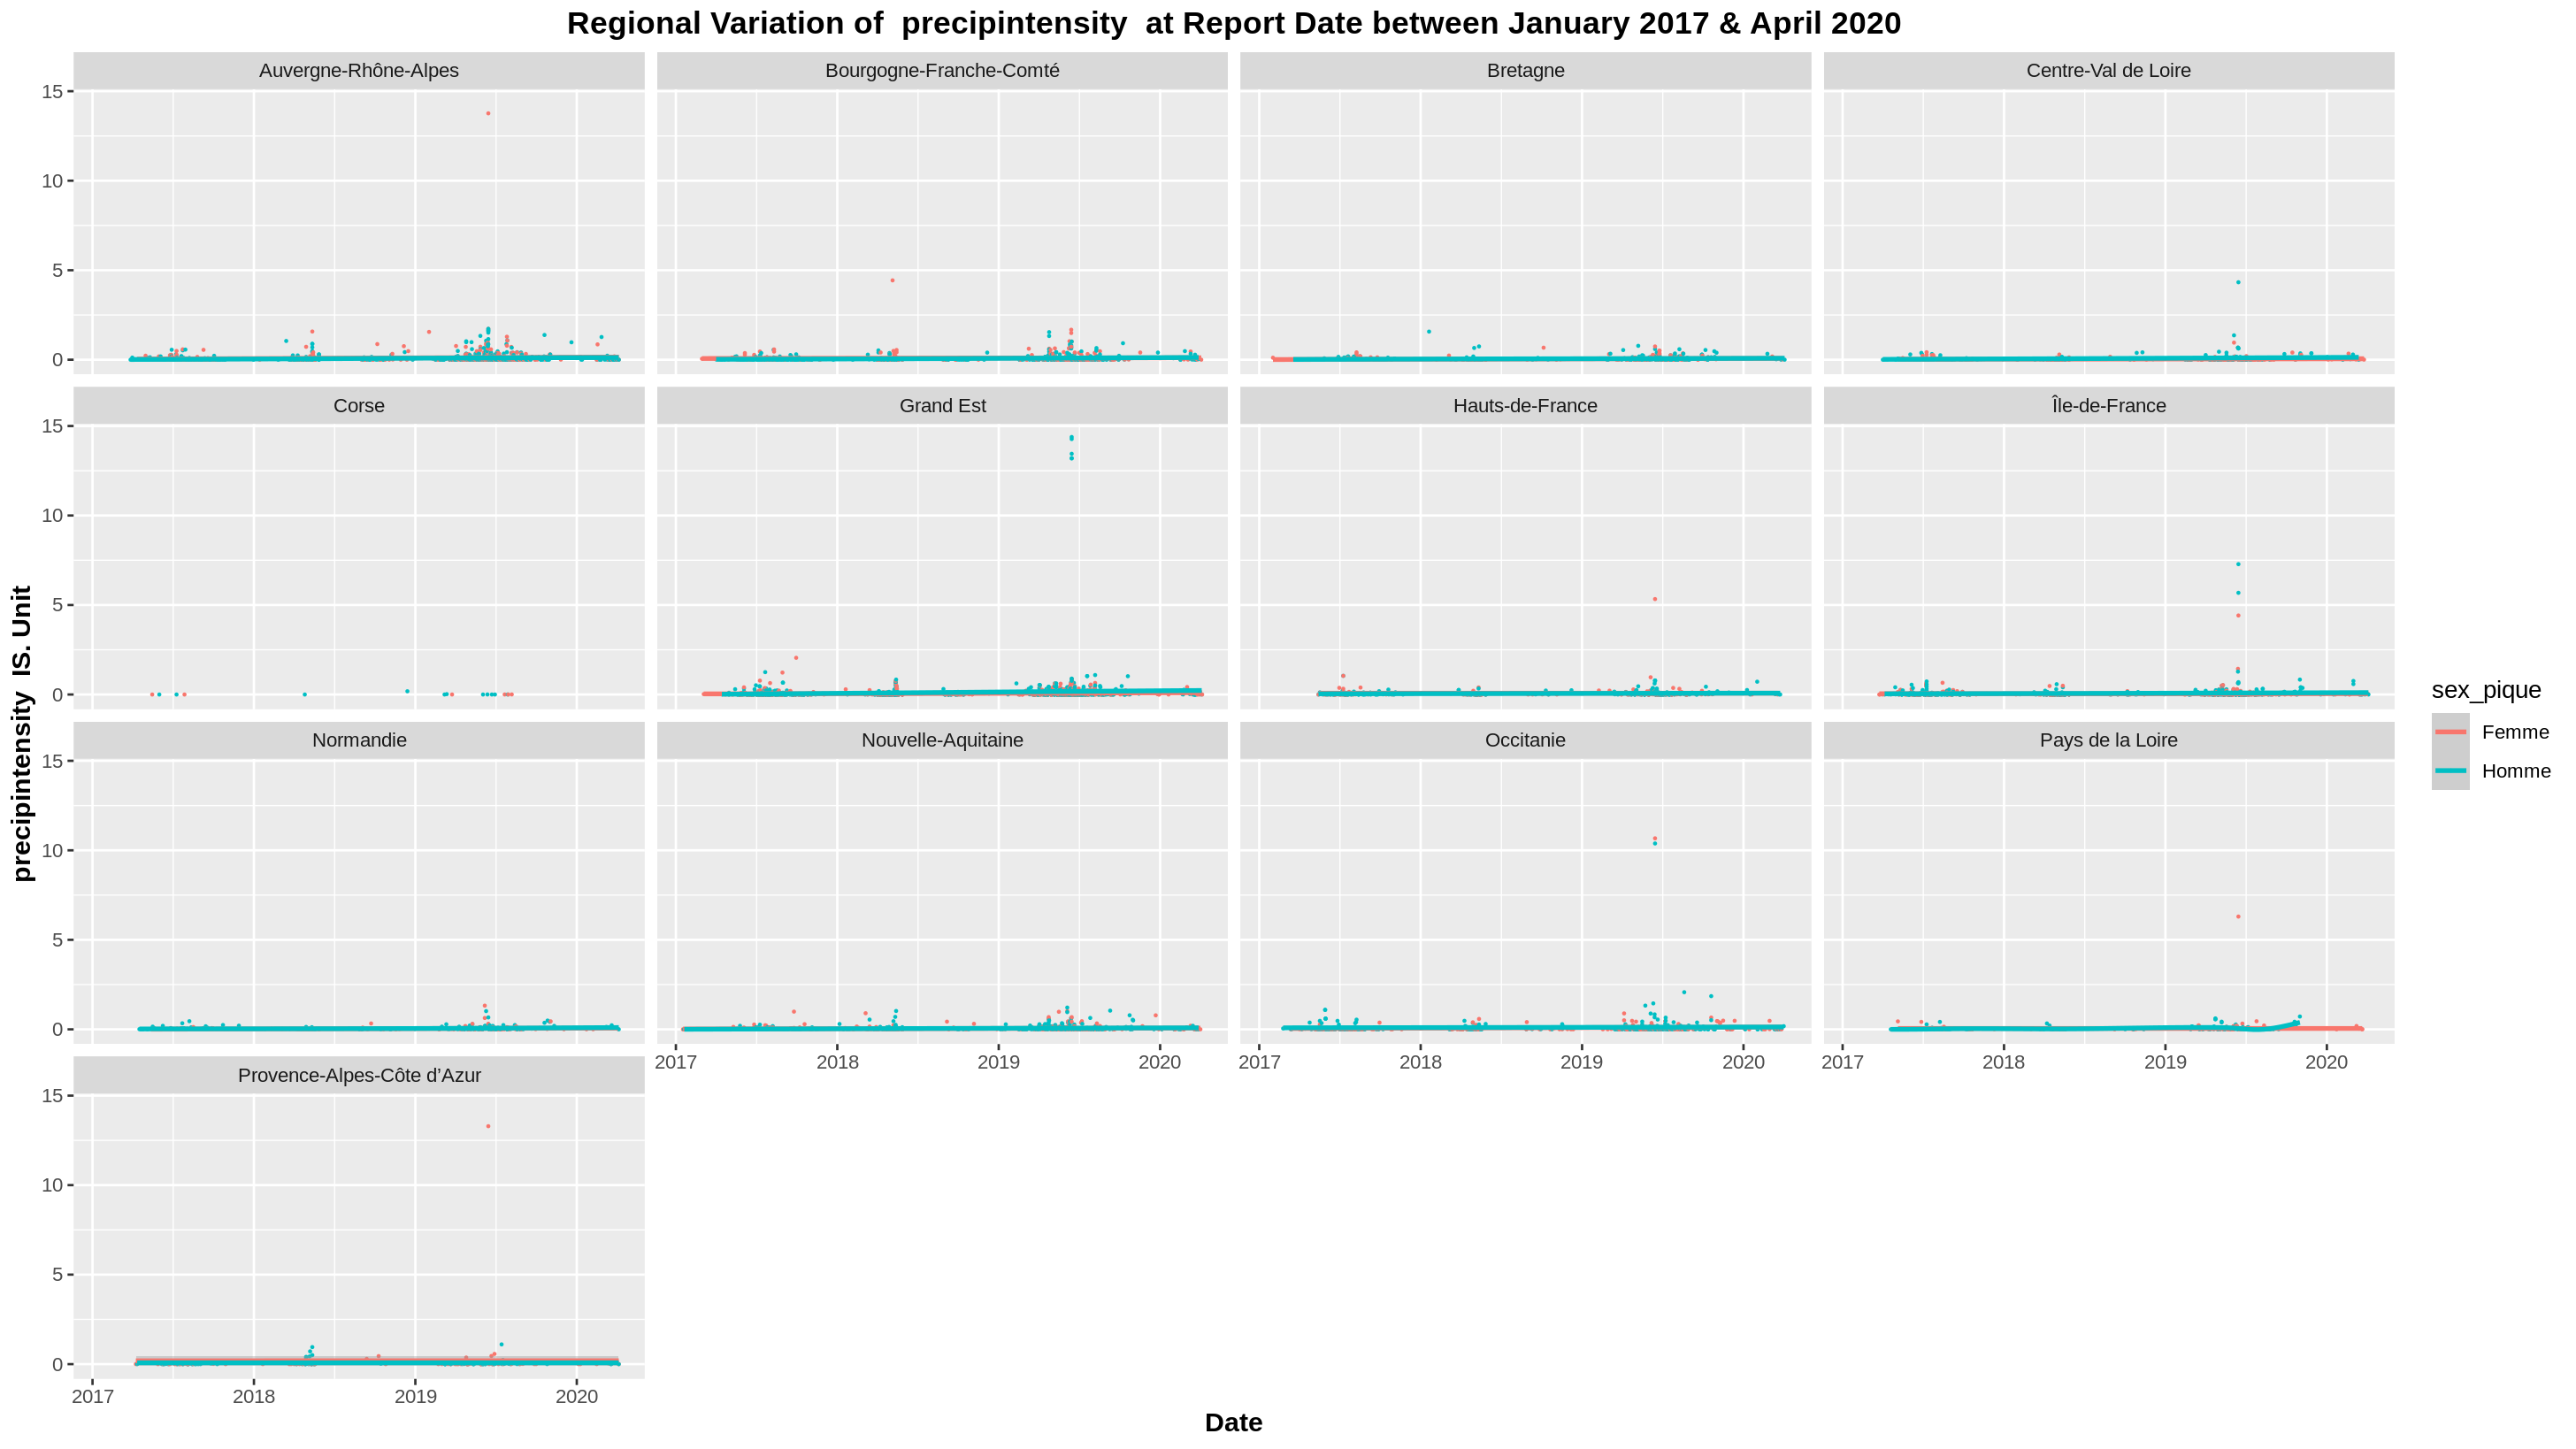 Regional Variation of  precipintensity  at Report Date between January 2017 & April 2020
Auvergne-Rhône-Alpes
Bourgogne-Franche-Comté
Bretagne
Centre-Val de Loire
15
10
5
0
Corse
Grand Est
Hauts-de-France
Île-de-France
15
10
5
0
precipintensity  IS. Unit
sex_pique
Femme
Homme
Normandie
Nouvelle-Aquitaine
Occitanie
Pays de la Loire
15
10
5
0
2017 2018 2019 2020
2017 2018 2019 2020
2017 2018 2019 2020
Provence-Alpes-Côte d’Azur
15
10
5
0
2017 2018 2019 2020
Date